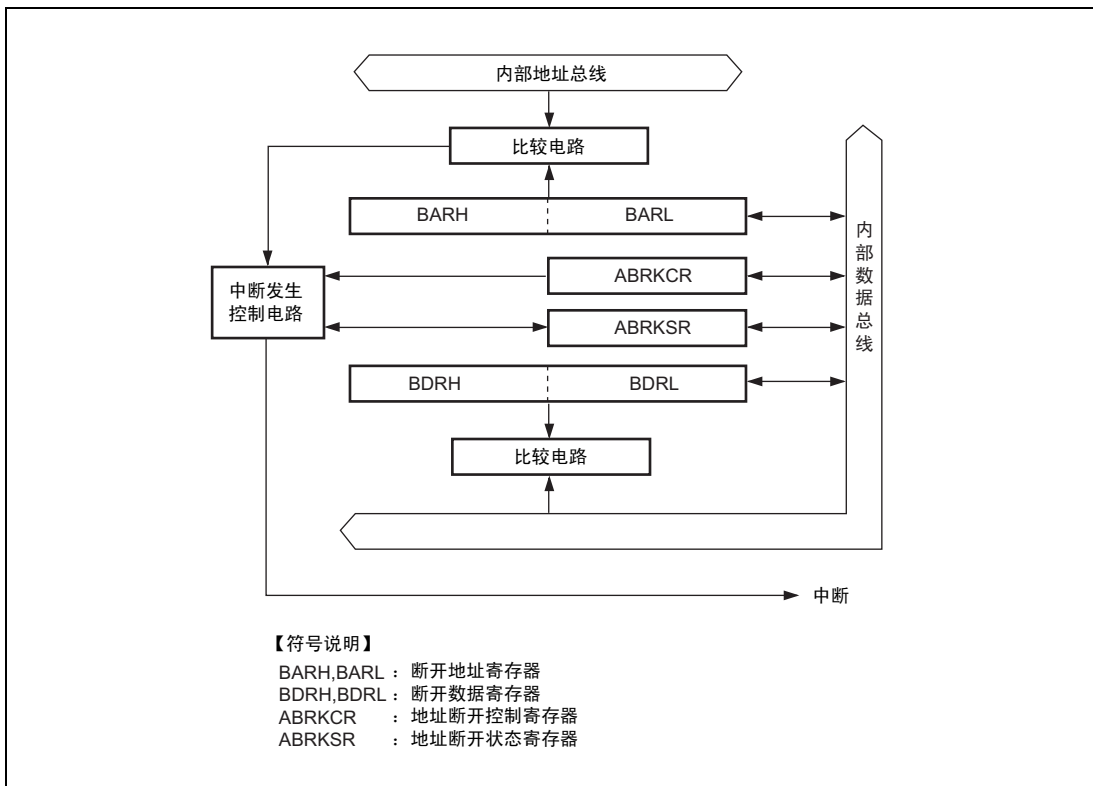 内部地址总线
比较电路
BARH BARL
ABRKCR
中断发生
控制电路
ABRKSR
BDRH BDRL
比较电路
内部数据总线
中断
【符号说明】
BARH,BARL : 断开地址寄存器
BDRH,BDRL : 断开数据寄存器
ABRKCR : 地址断开控制寄存器
ABRKSR : 地址断开状态寄存器